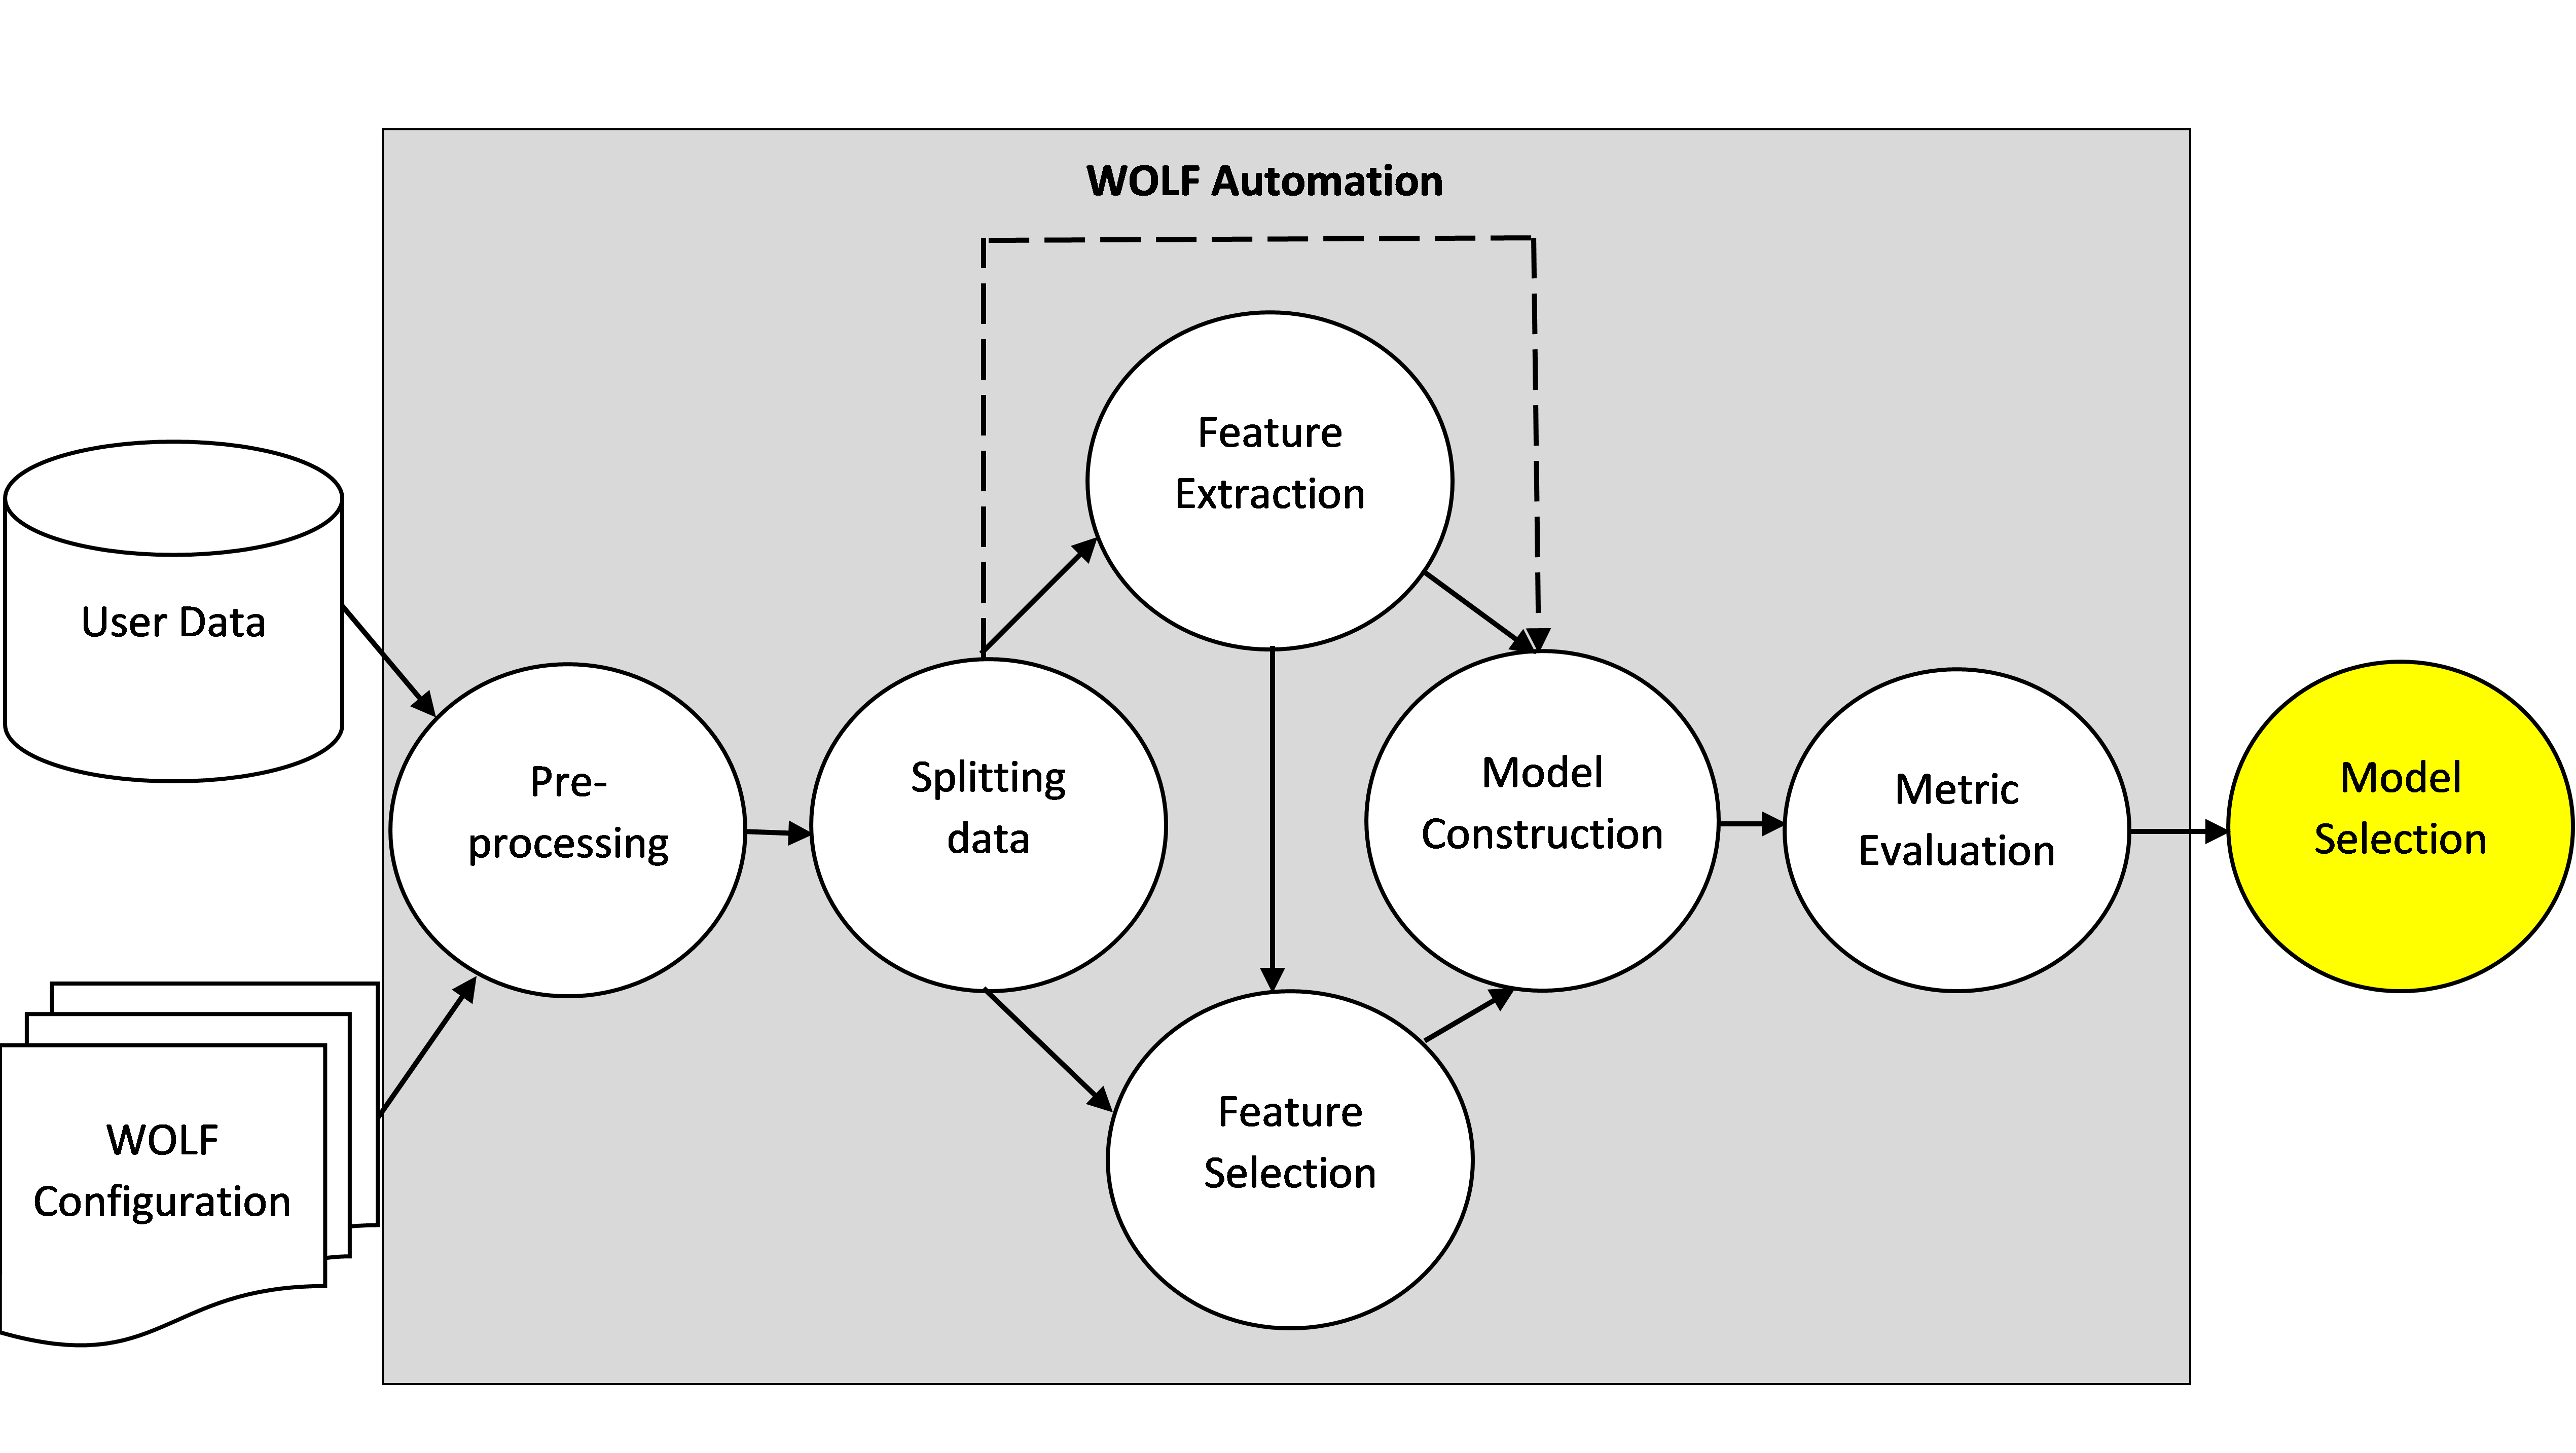 WOLF Automation
User Data
WOLF
Configuration
Pre-
processing
Splitting
data
Feature
Extraction
Feature
Selection
Model
Construction
Metric
Evaluation
Model
Selection